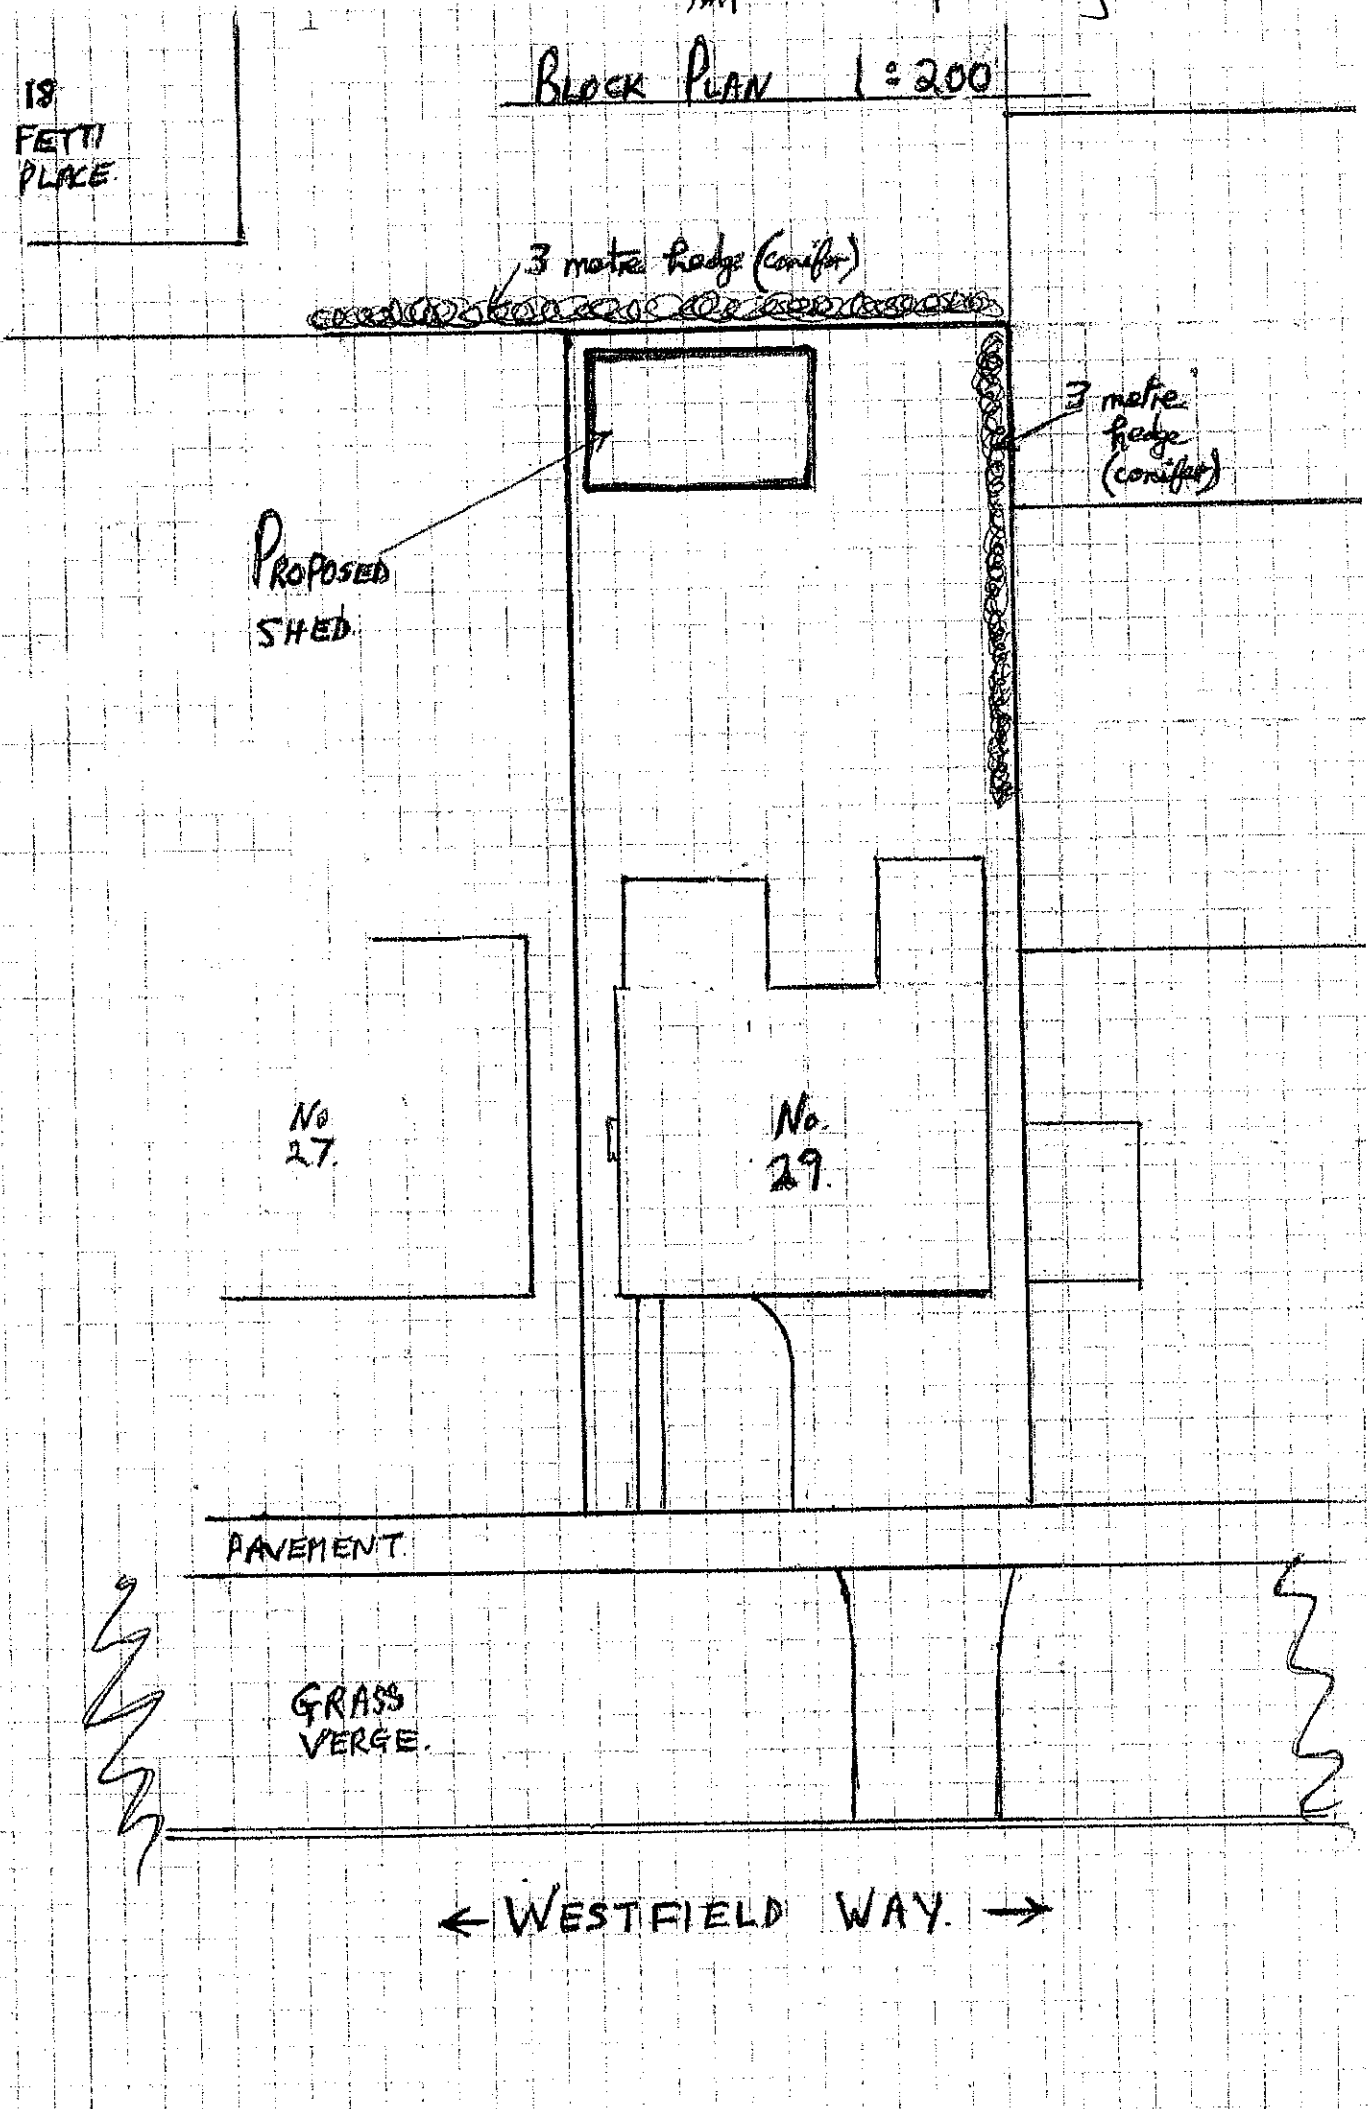 BLOCK PLAN 1:200
18
FETTI
PLACE.
3 metre hedge (conifer)
3 metre
hedge
(conifer)
PROPOSED
SHED.
No
27.
No.
29.
PAVEMENT.
GRASS
VERGE.
← WESTFIELD WAY. →